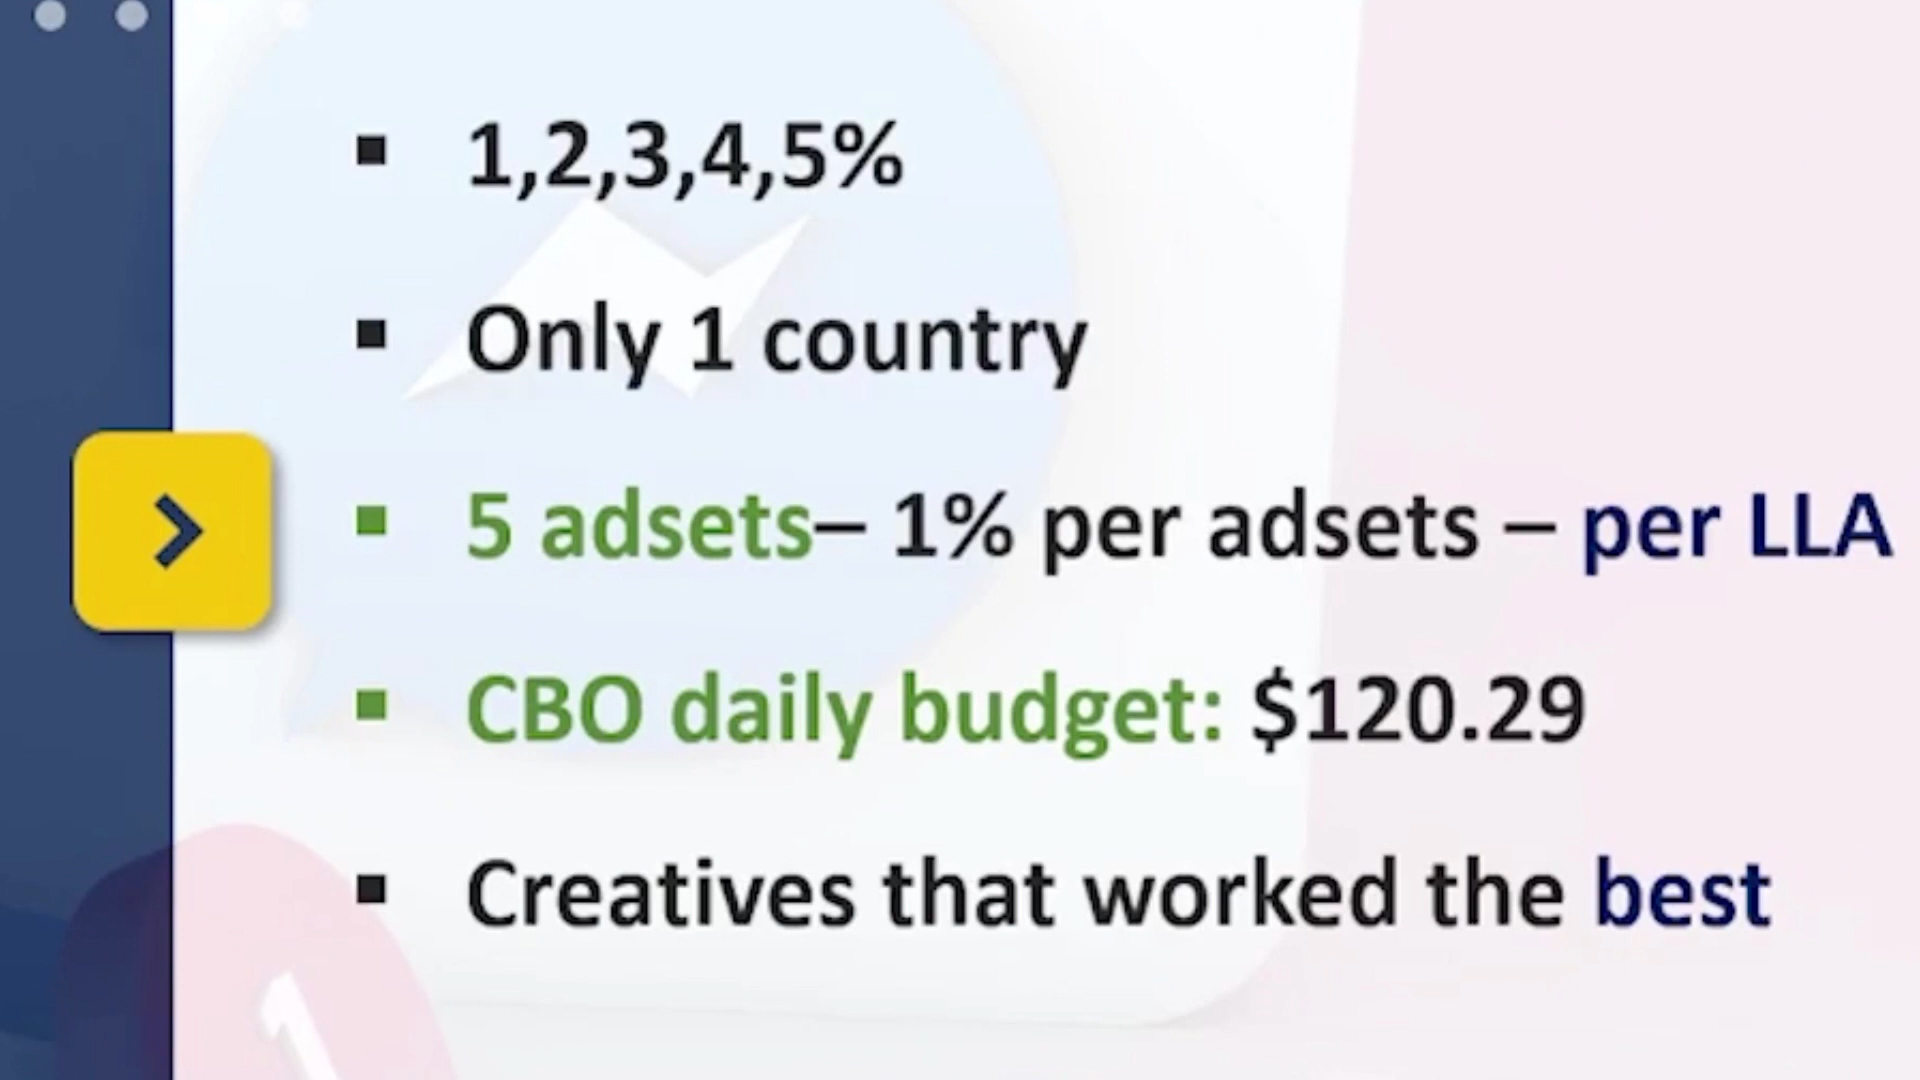 1,2,3,4,5%
Only 1 country
5 adsets– 1% per adsets – per LLA
CBO daily budget: $120.29
Creatives that worked the best
1